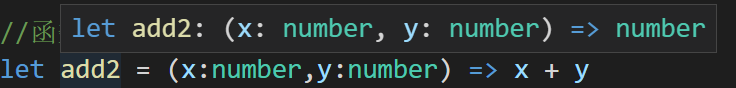 //函
let add2: (x: number, y: number) => number
let add2 = (x:number,y:number) => x + y